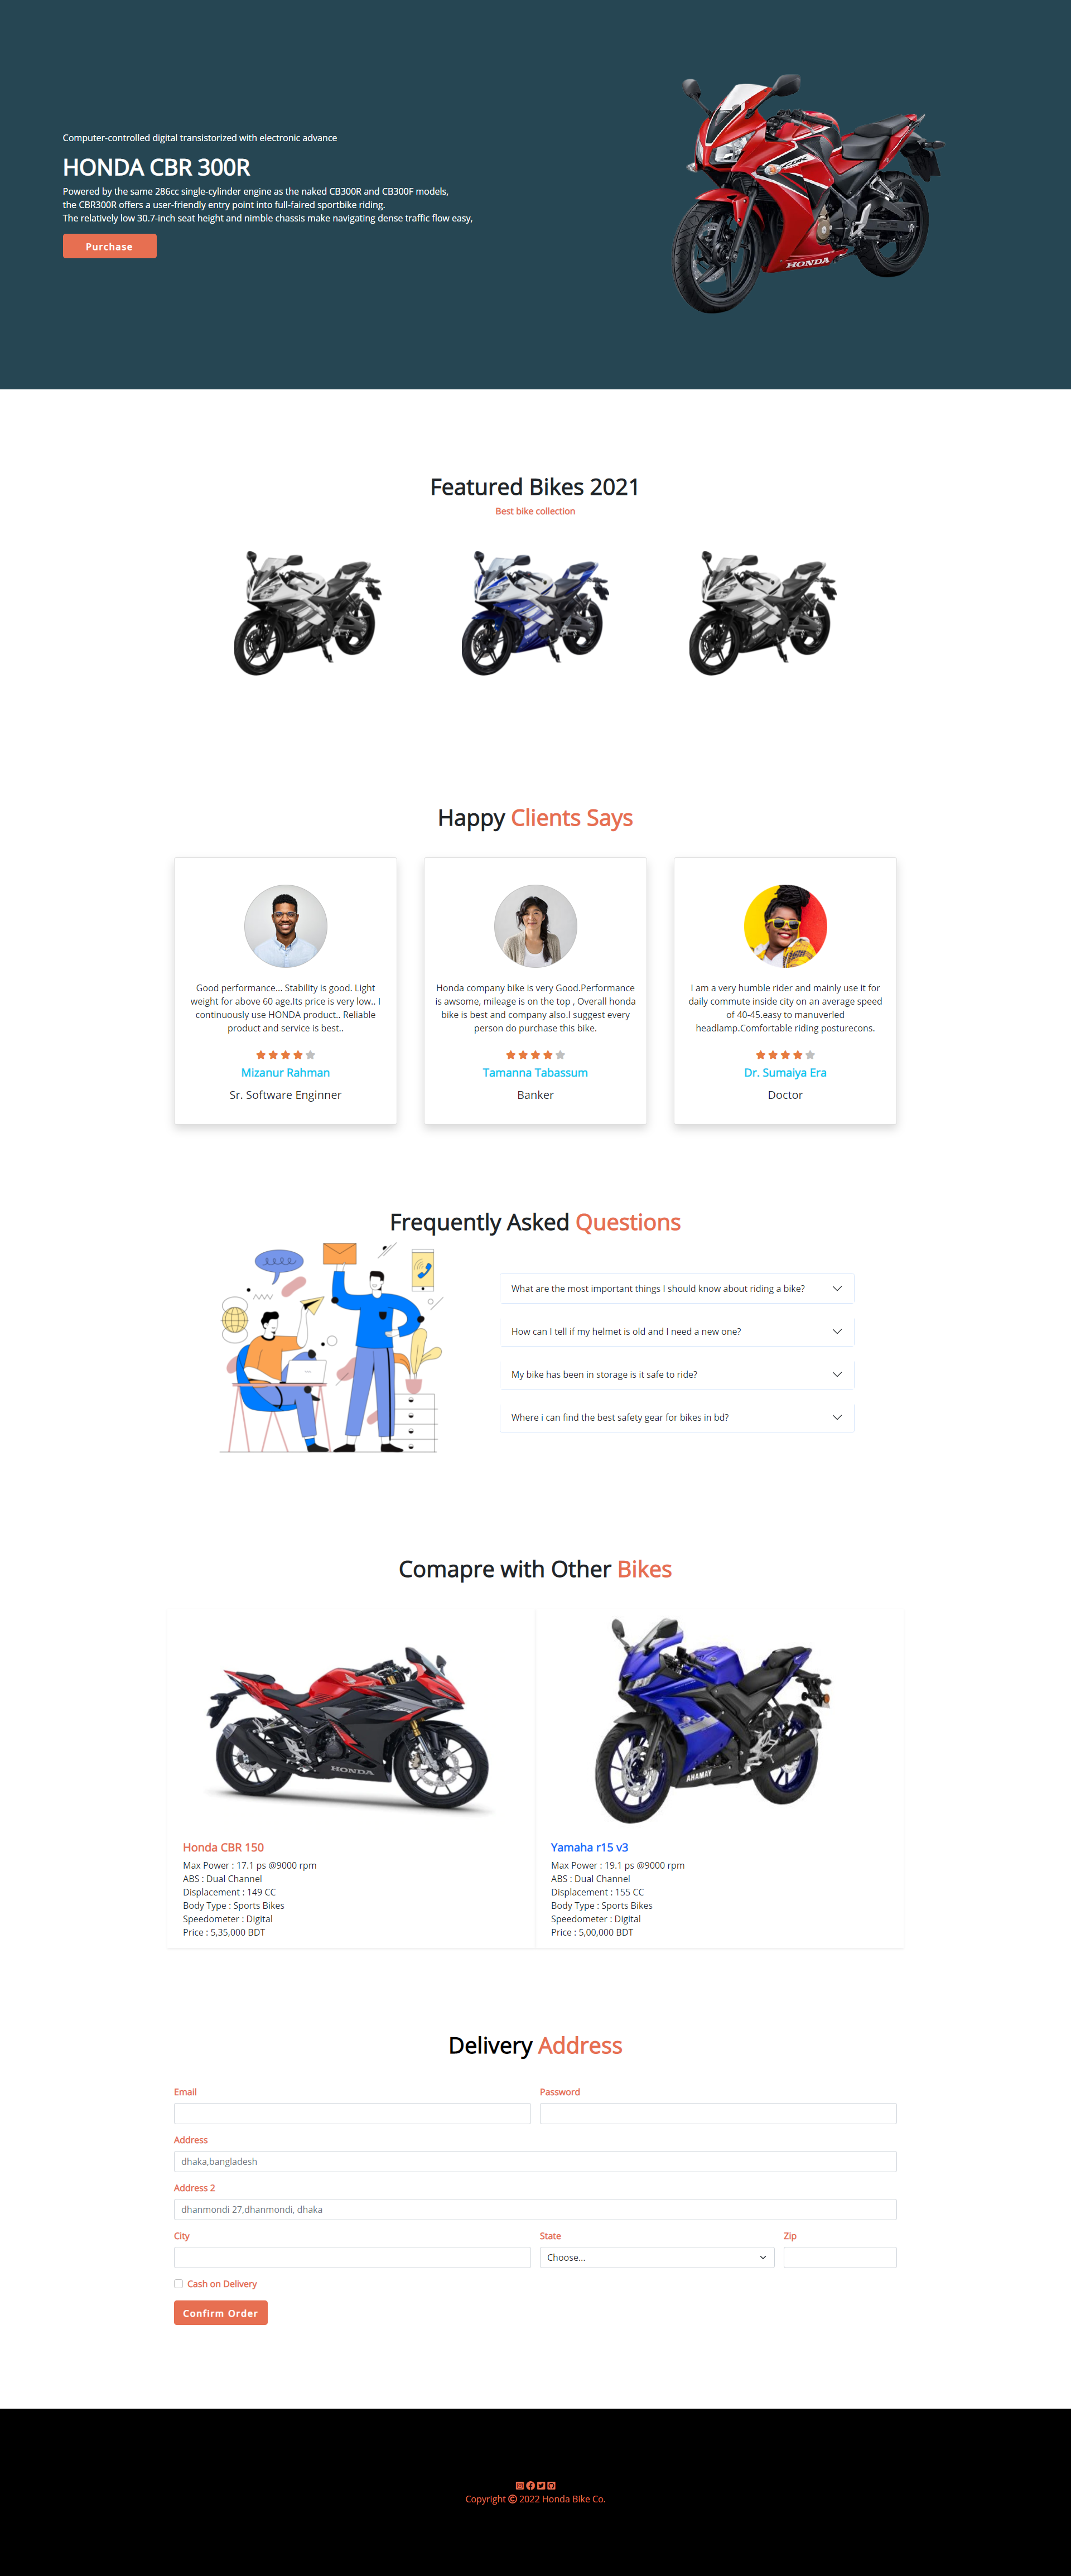 Computer-controlled digital transistorized with electronic advance
HONDA CBR 300R
Powered by the same 286cc single-cylinder engine as the naked CB300R and CB300F models,
the CBR300R offers a user-friendly entry point into full-faired sportbike riding.
The relatively low 30.7-inch seat height and nimble chassis make navigating dense traffic flow easy,
Purchase
CBR
HONDA
Featured Bikes 2021
Best bike collection
Happy Clients Says
Good performance... Stability is good. Light
weight for above 60 age.Its price is very low.. I
continuously use HONDA product.. Reliable
product and service is best..
Mizanur Rahman
Sr. Software Enginner
Honda company bike is very Good.Performance
is awsome, mileage is on the top , Overall honda
bike is best and company also.I suggest every
person do purchase this bike.
Tamanna Tabassum
Banker
I am a very humble rider and mainly use it for
daily commute inside city on an average speed
of 40-45.easy to manuverled
headlamp.Comfortable riding posturecons.
Dr. Sumaiya Era
Doctor
Frequently Asked Questions
What are the most important things I should know about riding a bike?
How can I tell if my helmet is old and I need a new one?
My bike has been in storage is it safe to ride?
Where i can find the best safety gear for bikes in bd?
Comapre with Other Bikes
HONDA
Honda CBR 150
Max Power : 17.1 ps @9000 rpm
ABS : Dual Channel
Displacement : 149 CC
Body Type : Sports Bikes
Speedometer : Digital
Price : 5,35,000 BDT
AHAMAY
Yamaha r15 v3
Max Power : 19.1 ps @9000 rpm
ABS : Dual Channel
Displacement : 155 CC
Body Type : Sports Bikes
Speedometer : Digital
Price : 5,00,000 BDT
Delivery Address
Email
Password
Address
dhaka,bangladesh
Address 2
dhanmondi 27,dhanmondi, dhaka
City
State
Zip
Choose...
Cash on Delivery
Confirm Order
Copyright © 2022 Honda Bike Co.